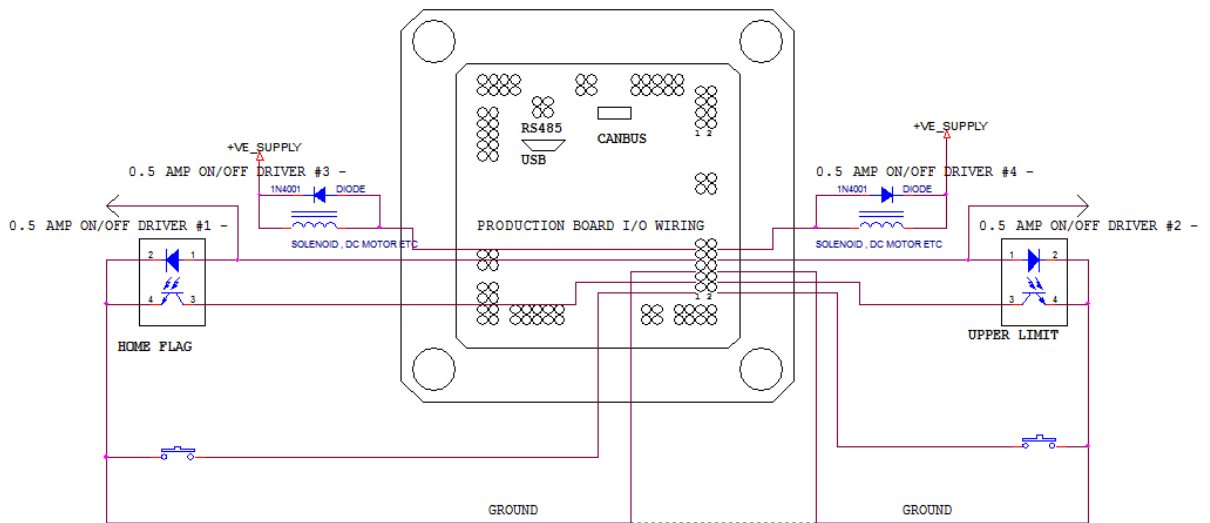 +VE_SUPPLY
+VE_SUPPLY
0.5 AMP ON/OFF DRIVER #3 -
0.5 AMP ON/OFF DRIVER #4 -
1N4001 DIODE
1N4001 DIODE
RS485
CANBUS
1 2
USB
0.5 AMP ON/OFF DRIVER #1 -
PRODUCTION BOARD I/O WIRING
0.5 AMP ON/OFF DRIVER #2 -
SOLENOID , DC MOTOR ETC
SOLENOID , DC MOTOR ETC
2 1
1 2
4 3
1 2
3 4
HOME FLAG
UPPER LIMIT
GROUND
GROUND